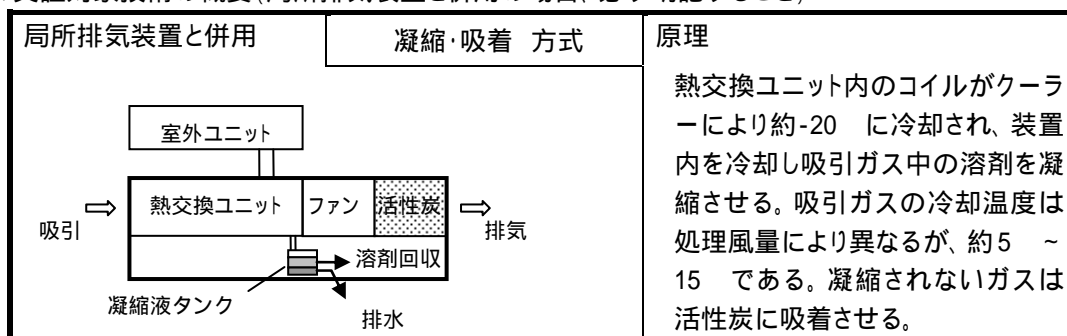 局所排気装置と併用
凝縮･吸着 方式
原理
室外ユニット
吸引
熱交換ユニット
ファン
活性炭
排気
溶剤回収
凝縮液タンク
排水
熱交換ユニット内のコイルがクーラ
ーにより約-20 に冷却され、装置
内を冷却し吸引ガス中の溶剤を凝
縮させる。吸引ガスの冷却温度は
処理風量により異なるが、約5 ~
15 である。凝縮されないガスは
活性炭に吸着させる。